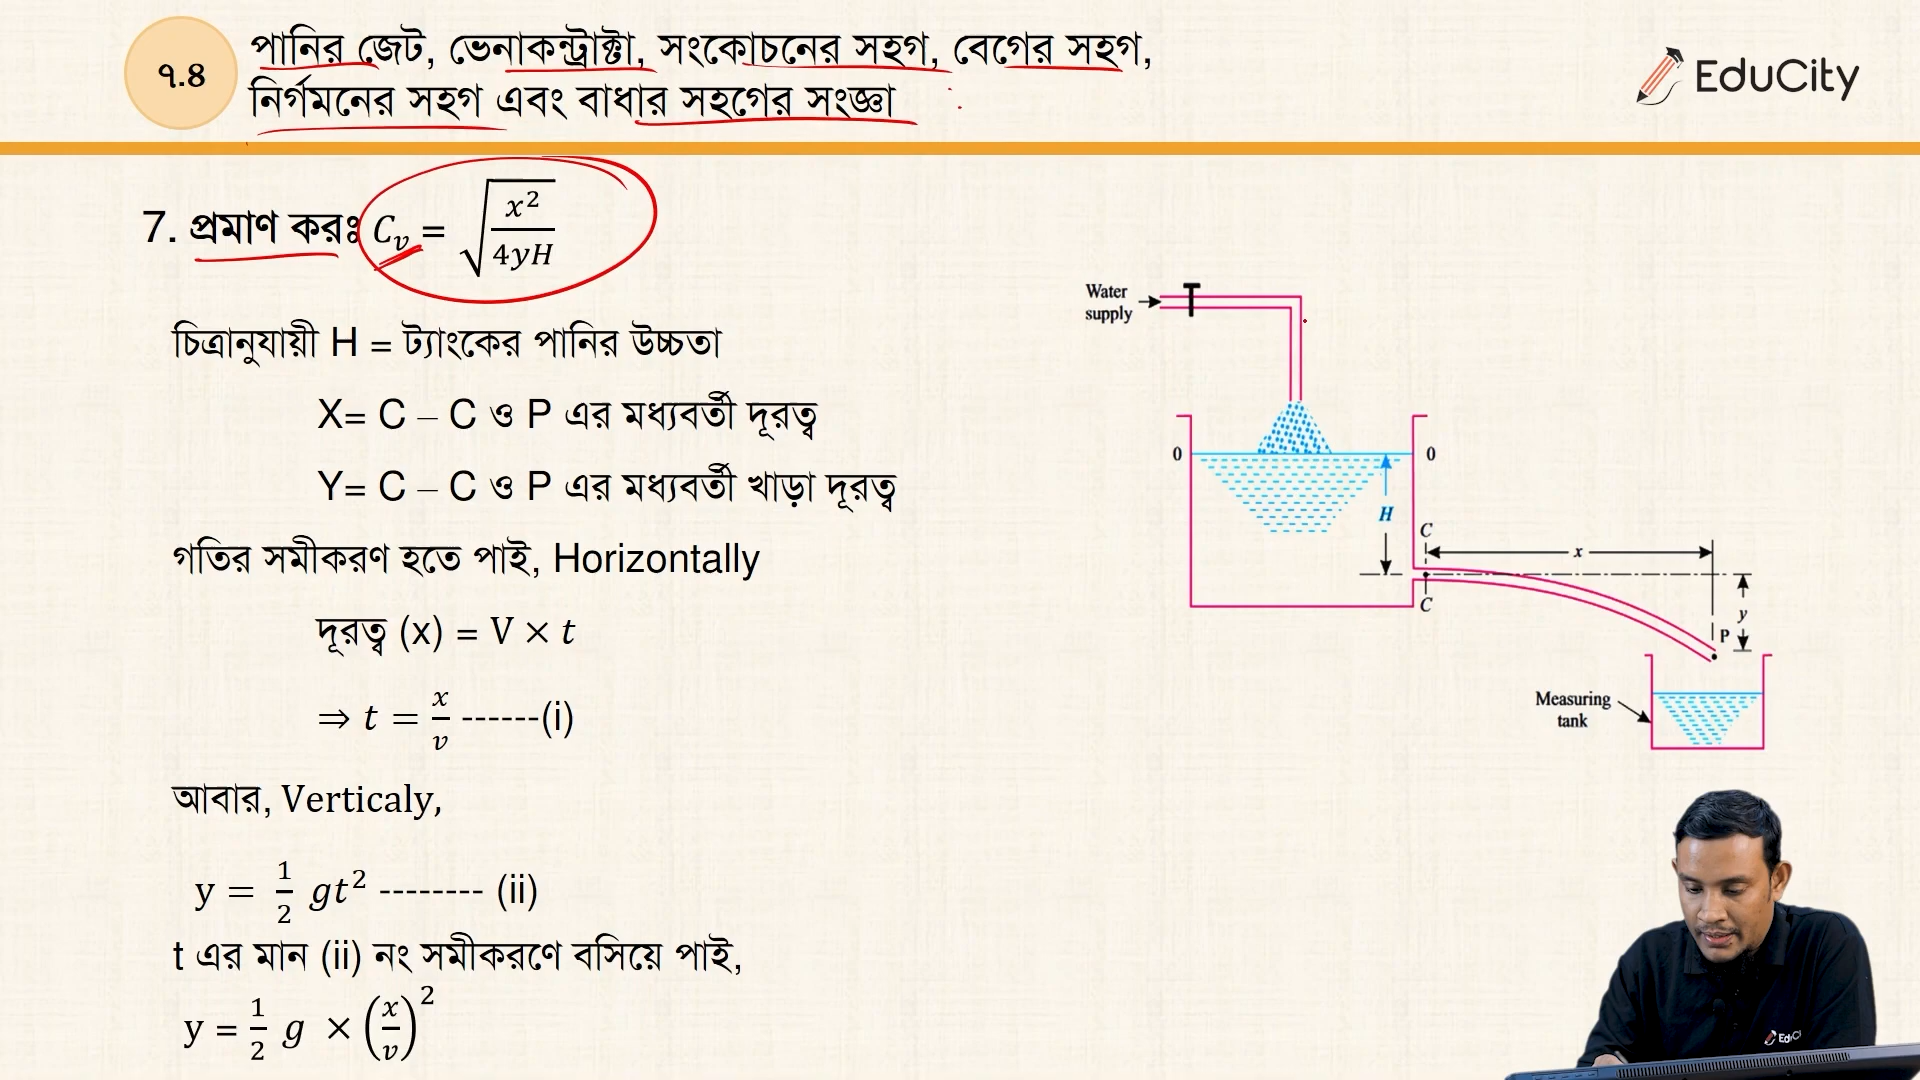 ৭.৪
পানির জেট, ভেনাকন্ট্রাক্টা, সংকোচনের সহগ, বেগের সহগ,
নির্গমনের সহগ এবং বাধার সহগের সংজ্ঞা
EduCity
7. প্রমাণ করঃ C_v = √(x²/4yH)
চিত্রানুযায়ী H = ট্যাংকের পানির উচ্চতা
X= C – C ও P এর মধ্যবর্তী দূরত্ব
Y= C – C ও P এর মধ্যবর্তী খাড়া দূরত্ব
গতির সমীকরণ হতে পাই, Horizontally
দূরত্ব (x) = V × t
⇒ t = x/v ------(i)
আবার, Verticaly,
y = 1/2 gt² -------- (ii)
t এর মান (ii) নং সমীকরণে বসিয়ে পাই,
y = 1/2 g × (x/v)²
Water
supply
0
0
H
C
x
C
y
P
Measuring
tank
EduCi